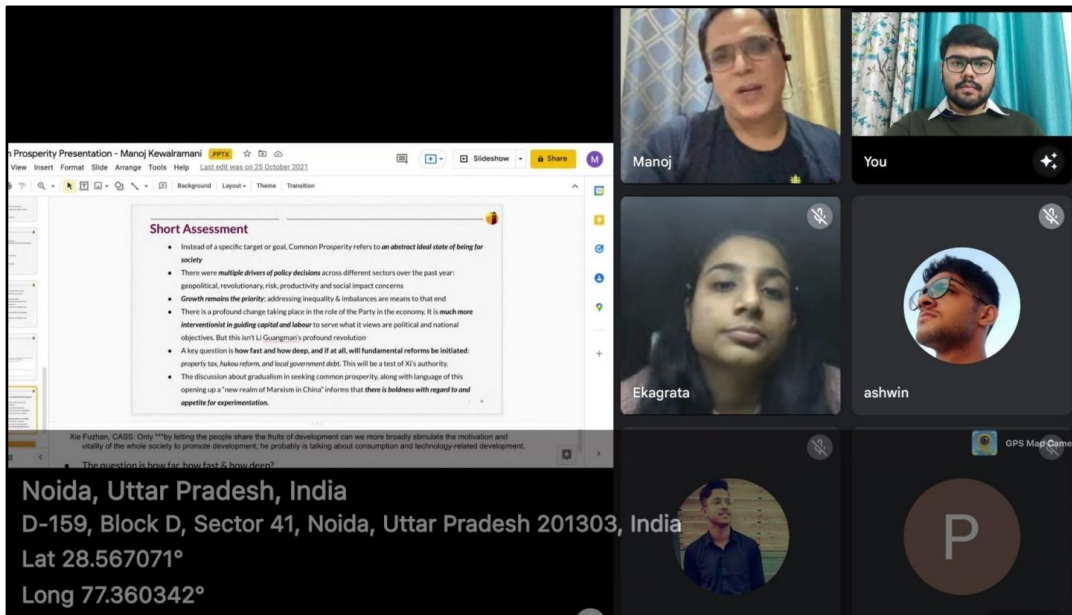 n Prosperity Presentation - Manoj Kewalramani .PPTX
View Insert Format Slide Arrange Tools Help Last edit was on 25 October 2021
Slideshow
Share
M
Background Layout Theme Transition
Short Assessment
• Instead of a specific target or goal, Common Prosperity refers to an abstract ideal state of being for
society
• There were multiple drivers of policy decisions across different sectors over the past year:
geopolitical, revolutionary, risk, productivity and social impact concerns
• Growth remains the priority; addressing inequality & imbalances are means to that end
• There is a profound change taking place in the role of the Party in the economy. It is much more
interventionist in guiding capital and labour to serve what it views are political and national
objectives. But this isn't Li Guangman's profound revolution
• A key question is how fast and how deep, and if at all, will fundamental reforms be initiated:
property tax, hukou reform, and local government debt. This will be a test of Xi's authority.
• The discussion about gradualism in seeking common prosperity, along with language of this
opening up a "new realm of Marxism in China" informs that there is boldness with regard to and
appetite for experimentation.
Xie Fuzhan, CASS: Only ***by letting the people share the fruits of development can we more broadly stimulate the motivation and
vitality of the whole society to promote development; he probably is talking about consumption and technology-related development.
• The question is how far, how fast & how deep?
Manoj
You
Ekagrata
ashwin
P
GPS Map Came
Noida, Uttar Pradesh, India
D-159, Block D, Sector 41, Noida, Uttar Pradesh 201303, India
Lat 28.567071°
Long 77.360342°